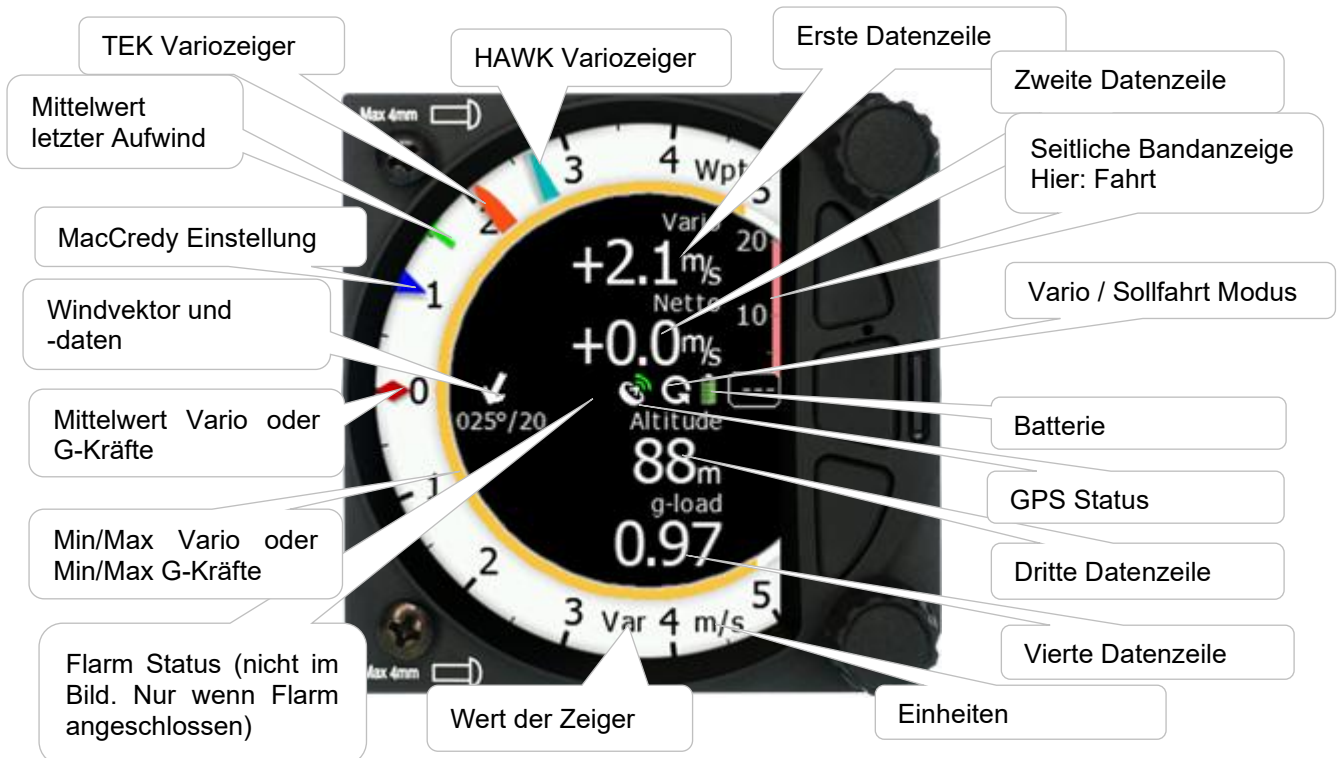 TEK Variozeiger
HAWK Variozeiger
Erste Datenzeile
Zweite Datenzeile
Mittelwert
letzter Aufwind
Seitliche Bandanzeige
Hier: Fahrt
MacCredy Einstellung
Vario / Sollfahrt Modus
Windvektor und
-daten
Mittelwert Vario oder
G-Kräfte
Batterie
GPS Status
Min/Max Vario oder
Min/Max G-Kräfte
Dritte Datenzeile
Vierte Datenzeile
Flarm Status (nicht im
Bild. Nur wenn Flarm
angeschlossen)
Wert der Zeiger
Einheiten
Max 4mm
3
4
Wpt
5
2
1
0
1
2
3
Var
4
m/s
5
Vario
+2.1 m/s
20
Netto
10
+0.0 m/s
---
025°/20
Altitude
88m
g-load
0.97
Max 4mm